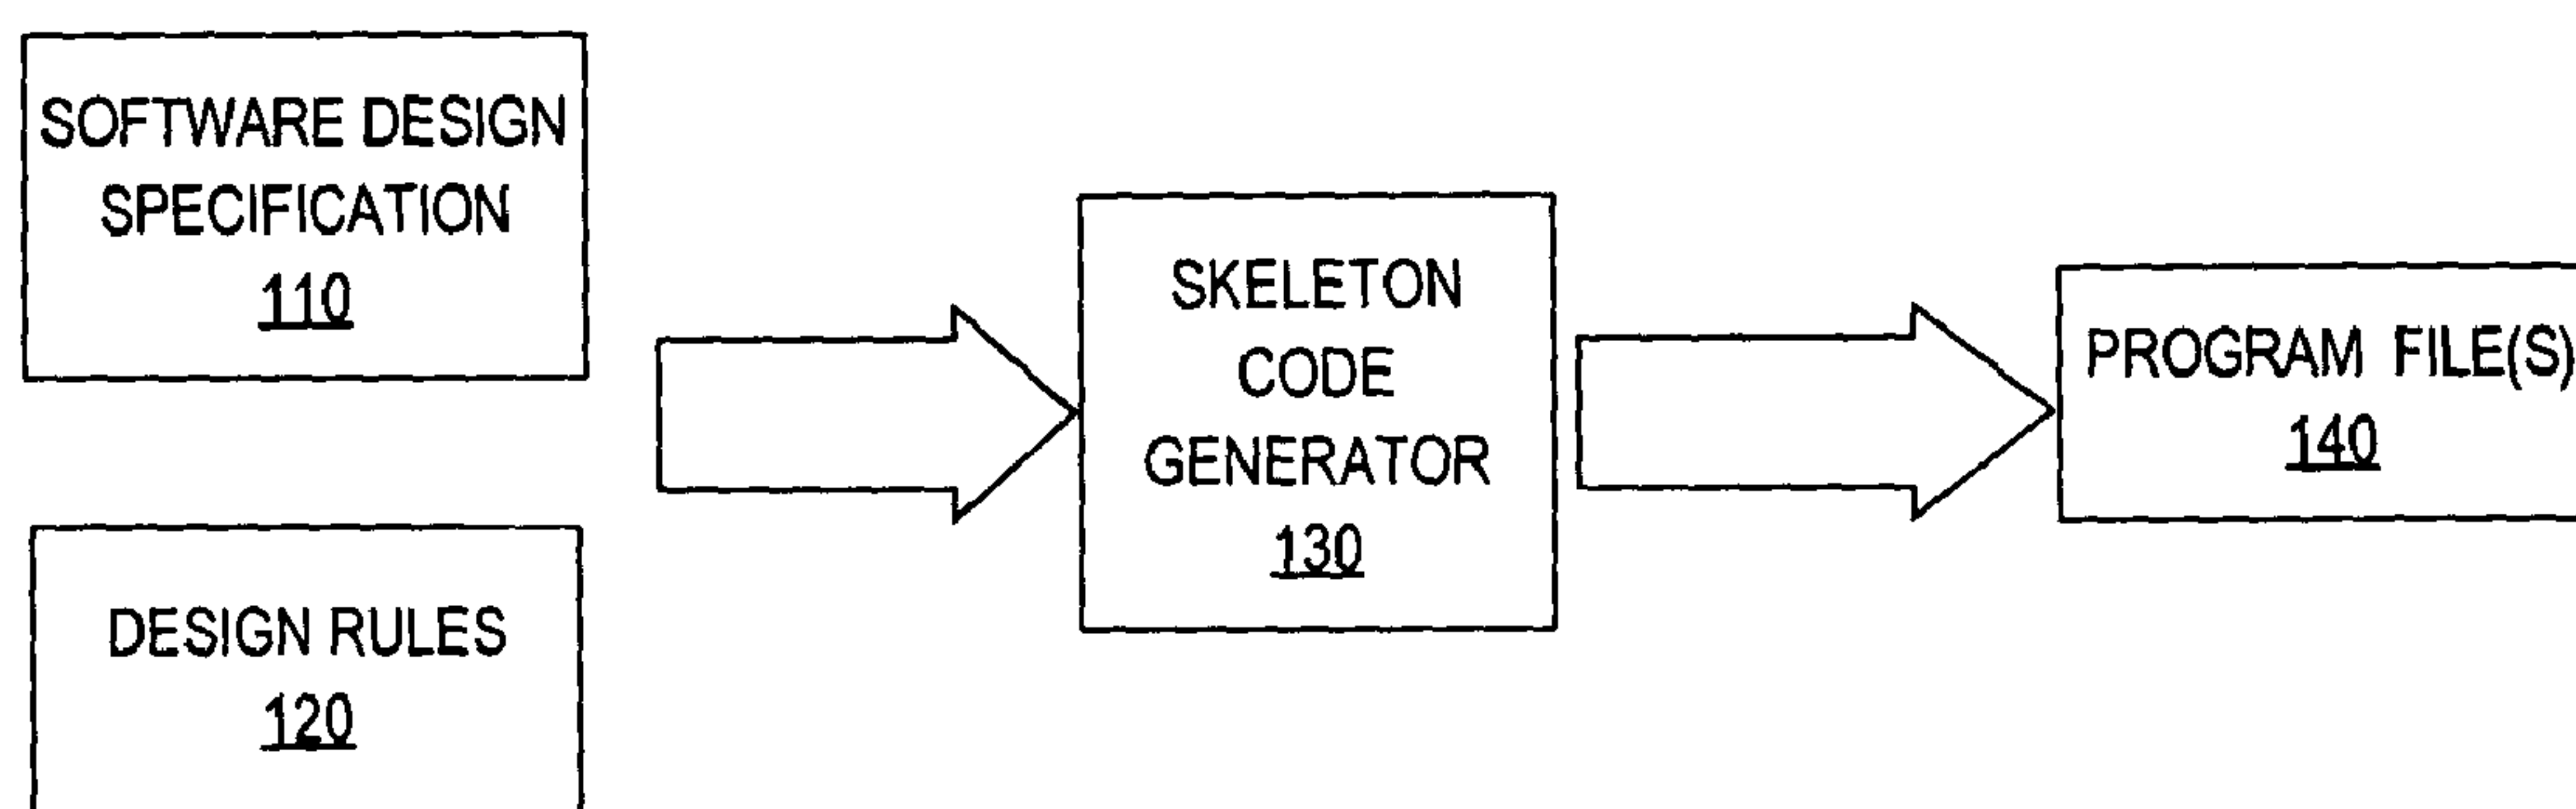 SOFTWARE DESIGN
SPECIFICATION
110
DESIGN RULES
120
SKELETON
CODE
GENERATOR
130
PROGRAM FILE(S)
140